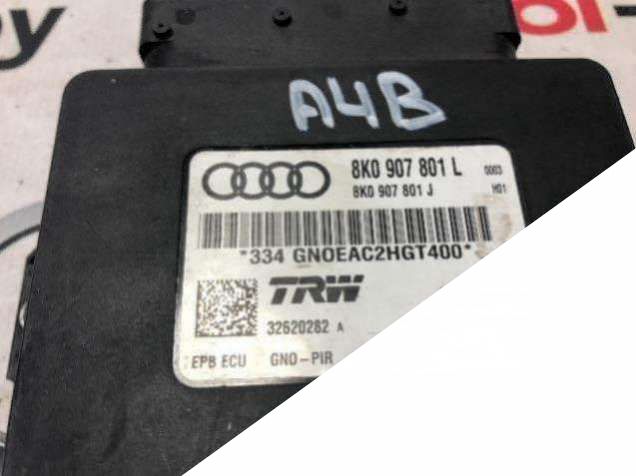 A4B
8K0 907 801 L 0003
8K0 907 801 J H01
*334 GNOEAC2HGT400*
TRW
32620282 A
EPB ECU GNO-PIR